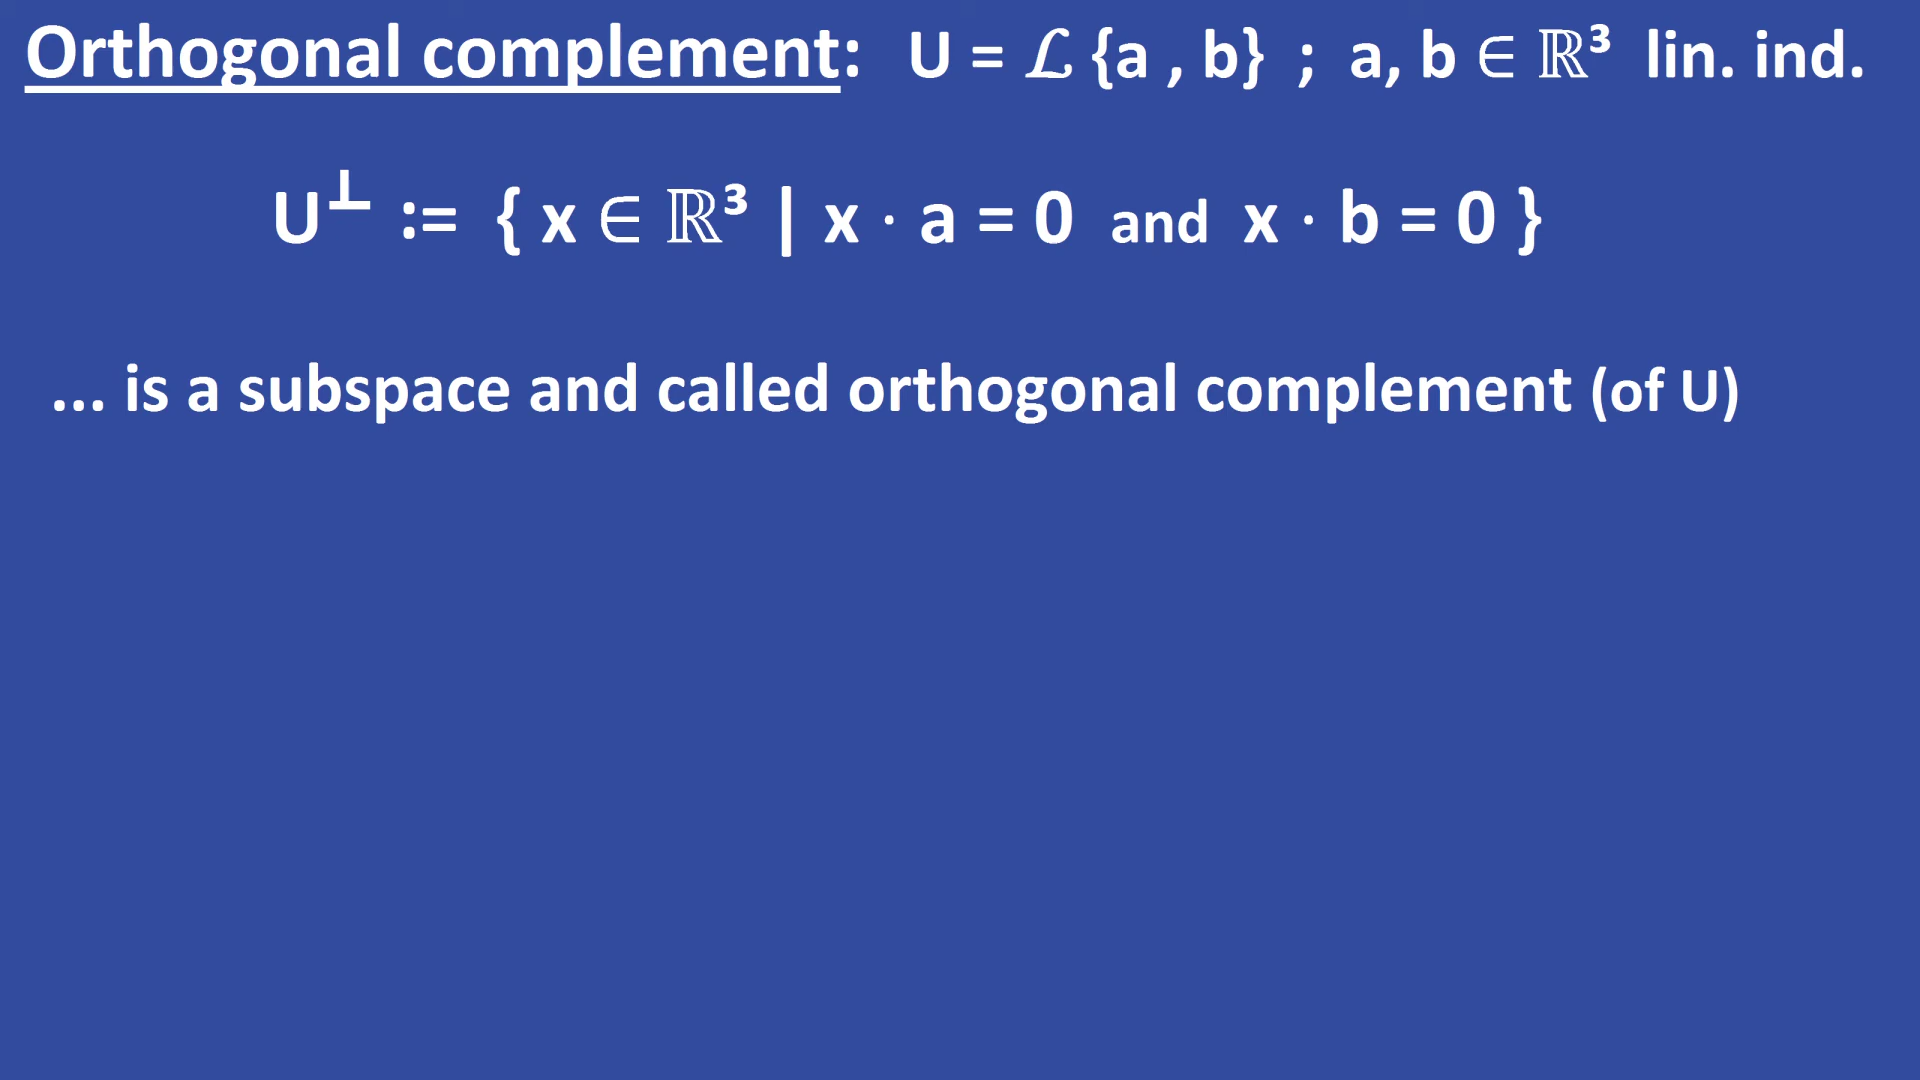 Orthogonal complement: U = ℒ {a , b} ; a, b ∈ ℝ³ lin. ind.
U⊥ := { x ∈ ℝ³ | x · a = 0 and x · b = 0 }
... is a subspace and called orthogonal complement (of U)